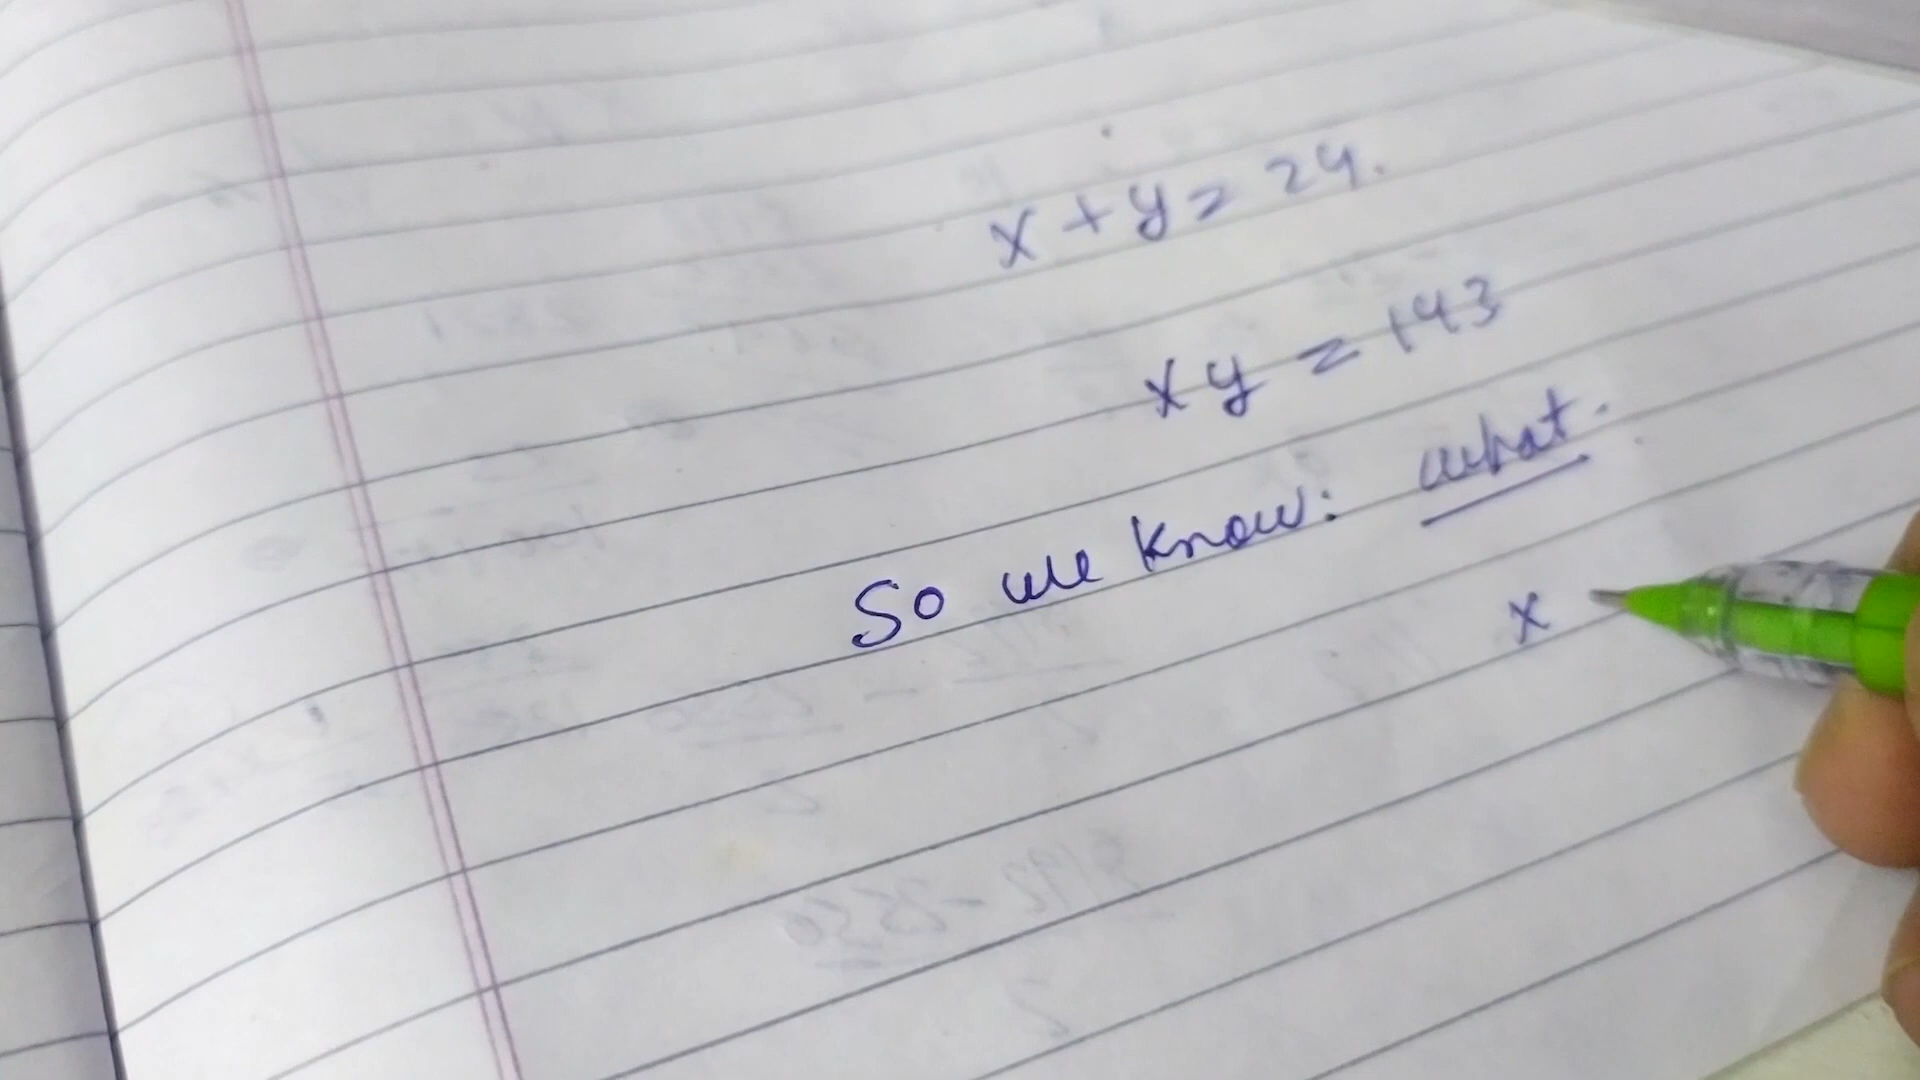 x + y = 24.
xy = 143
So we know: what.
x